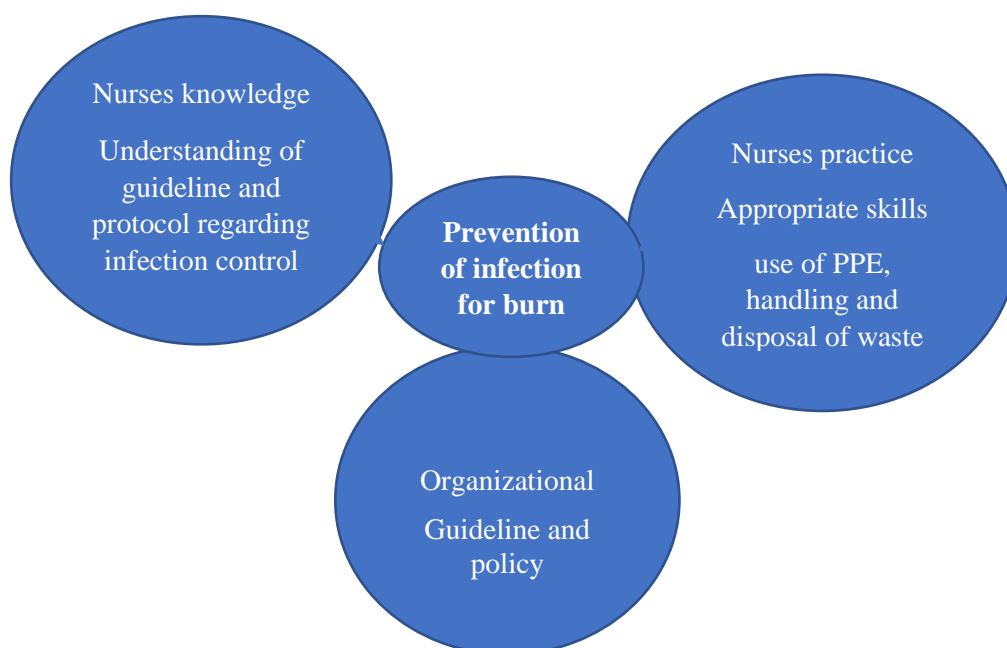 Nurses knowledge
Understanding of
guideline and
protocol regarding
infection control
Prevention
of infection
for burn
Nurses practice
Appropriate skills
use of PPE,
handling and
disposal of waste
Organizational
Guideline and
policy